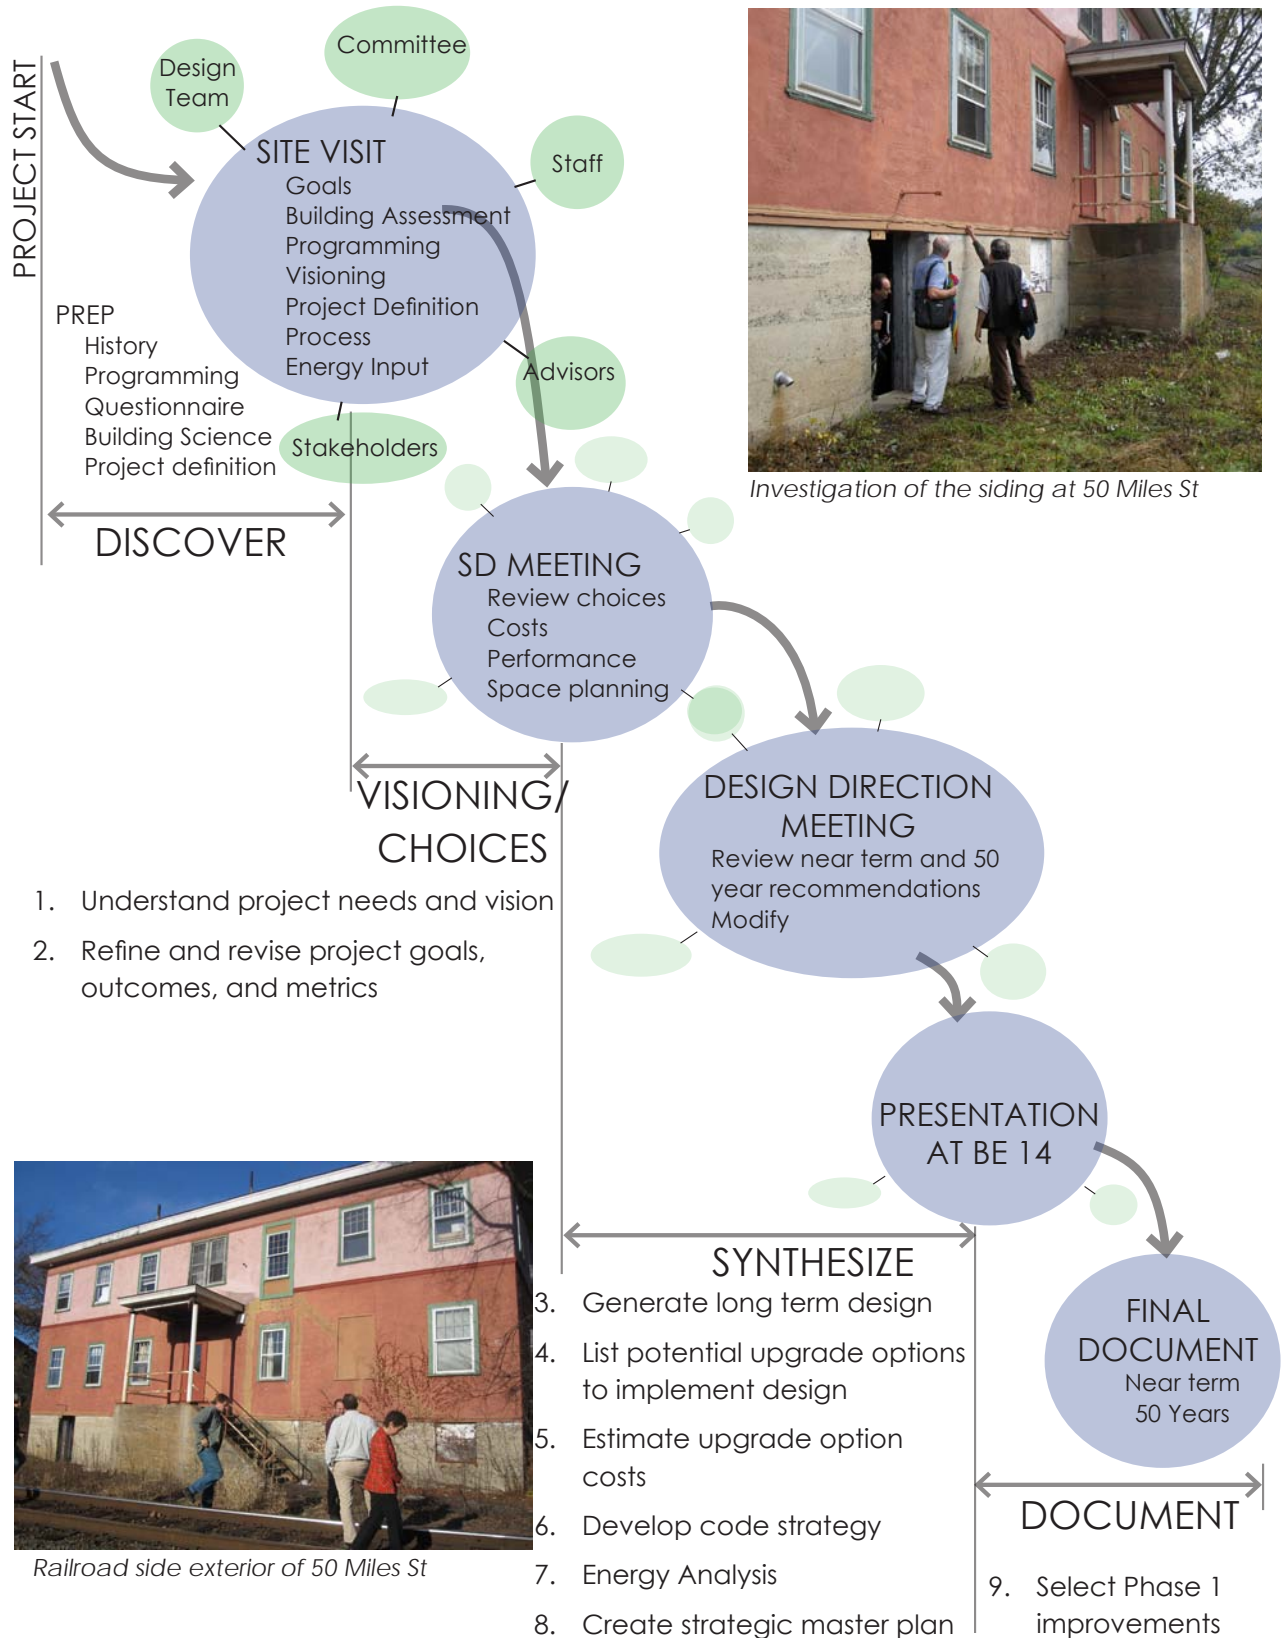 PROJECT START
Design
Team
Committee
Staff
SITE VISIT
Goals
Building Assessment
Programming
Visioning
Project Definition
Process
Energy Input
Advisors
Stakeholders
PREP
History
Programming
Questionnaire
Building Science
Project definition
DISCOVER
Investigation of the siding at 50 Miles St
SD MEETING
Review choices
Costs
Performance
Space planning
VISIONING/
CHOICES
1. Understand project needs and vision
2. Refine and revise project goals,
outcomes, and metrics
DESIGN DIRECTION
MEETING
Review near term and 50
year recommendations
Modify
PRESENTATION
AT BE 14
SYNTHESIZE
3. Generate long term design
4. List potential upgrade options
to implement design
5. Estimate upgrade option
costs
6. Develop code strategy
7. Energy Analysis
8. Create strategic master plan
Railroad side exterior of 50 Miles St
FINAL
DOCUMENT
Near term
50 Years
DOCUMENT
9. Select Phase 1
improvements